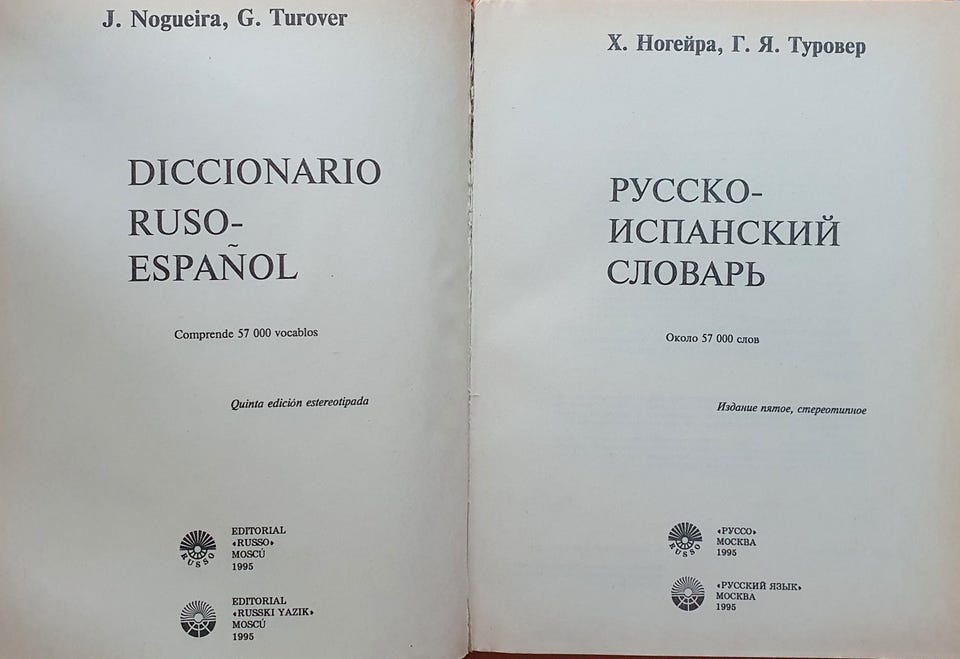 J. Nogueira, G. Turover
DICCIONARIO
RUSO-
ESPAÑOL
Comprende 57 000 vocablos
Quinta edición estereotipada
RUSSO
EDITORIAL
«RUSSO»
MOSCÚ
1995
EDITORIAL
«RUSSKI YAZIK»
MOSCÚ
1995
Х. Ногейра, Г. Я. Туровер
РУССКО-
ИСПАНСКИЙ
СЛОВАРЬ
Около 57 000 слов
Издание пятое, стереотипное
RUSSO
«РУССО»
МОСКВА
1995
«РУССКИЙ ЯЗЫК»
МОСКВА
1995